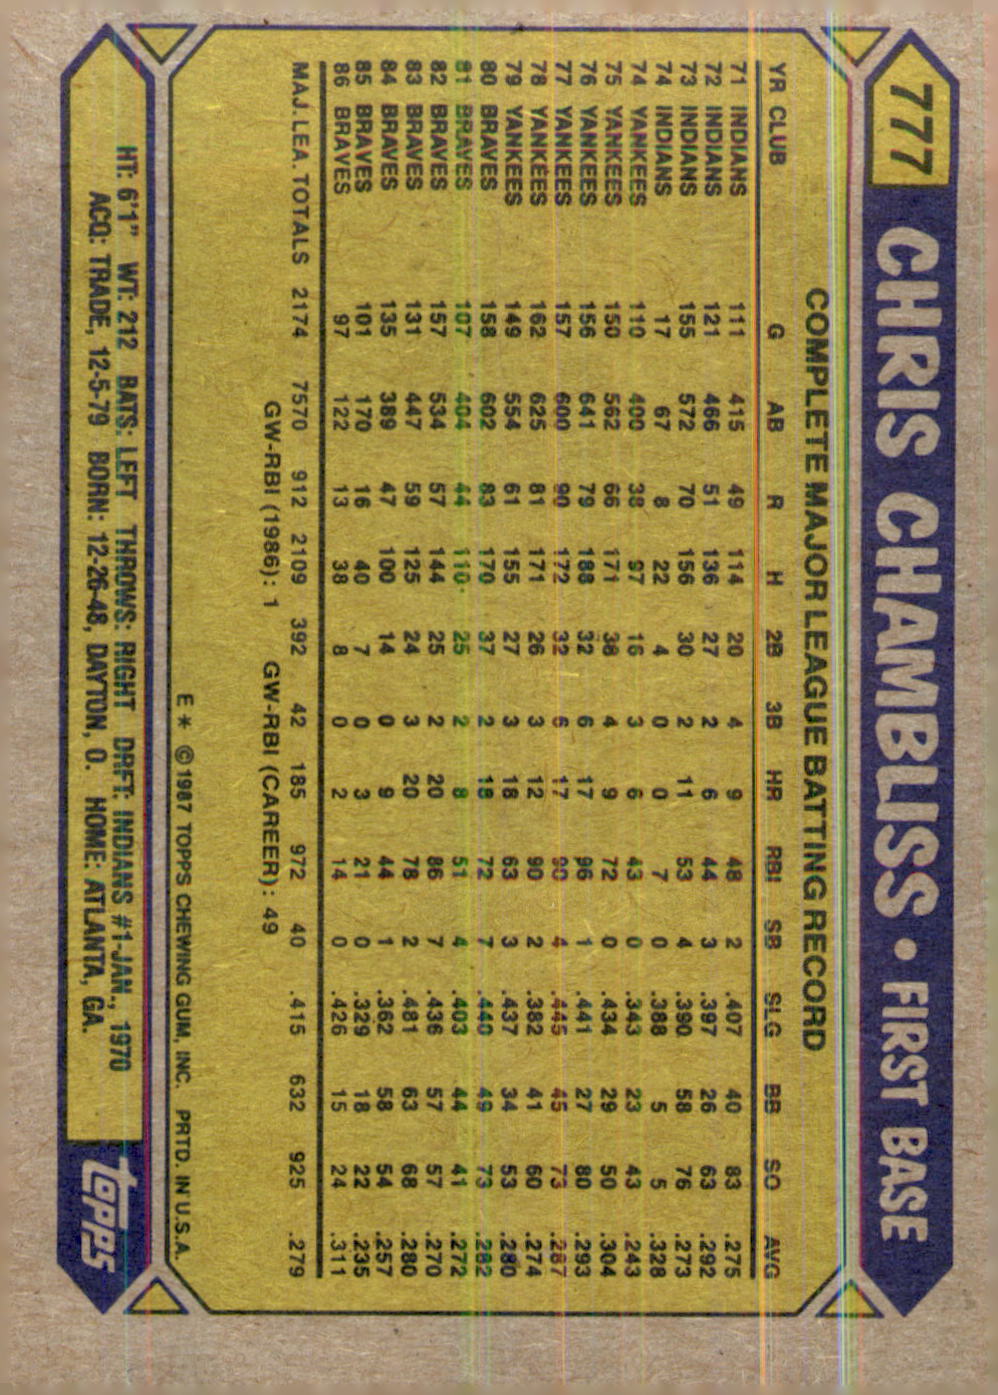 777 CHRIS CHAMBLISS • FIRST BASE
COMPLETE MAJOR LEAGUE BATTING RECORD
YR CLUB G AB R H 2B 3B HR RBI SB SLG BB SO AVG
71 INDIANS 111 415 49 114 20 4 9 48 2 .407 40 83 .275
72 INDIANS 121 466 51 136 27 2 6 44 3 .397 26 63 .292
73 INDIANS 155 572 70 156 30 2 11 53 4 .390 58 76 .273
74 INDIANS 17 67 8 22 4 0 0 7 0 .388 5 5 .328
74 YANKEES 110 400 38 97 16 3 6 43 0 .343 23 43 .243
75 YANKEES 150 562 66 171 38 4 9 72 0 .434 29 50 .304
76 YANKEES 156 641 79 188 32 6 17 96 1 .441 27 80 .293
77 YANKEES 157 600 90 172 32 6 17 90 4 .445 45 73 .287
78 YANKEES 162 625 81 171 26 3 12 90 2 .382 41 60 .274
79 YANKEES 149 554 61 155 27 3 18 63 3 .437 34 53 .280
80 BRAVES 158 602 83 170 37 2 18 72 7 .440 49 73 .282
81 BRAVES 107 404 44 110 25 2 8 51 4 .403 44 41 .272
82 BRAVES 157 534 57 144 25 2 20 86 7 .436 57 57 .270
83 BRAVES 131 447 59 125 24 3 20 78 2 .481 63 68 .280
84 BRAVES 135 389 47 100 14 0 9 44 1 .362 58 54 .257
85 BRAVES 101 170 16 40 7 0 3 21 0 .329 18 22 .235
86 BRAVES 97 122 13 38 8 0 2 14 0 .426 15 24 .311
MAJ. LEA. TOTALS 2174 7570 912 2109 392 42 185 972 40 .415 632 925 .279
GW-RBI (1986): 1 GW-RBI (CAREER): 49
E * ©1987 TOPPS CHEWING GUM, INC. PRTD. IN U.S.A.
HT: 6'1" WT: 212 BATS: LEFT THROWS: RIGHT DRFT: INDIANS #1-JAN., 1970
ACQ: TRADE, 12-5-79 BORN: 12-26-48, DAYTON, O. HOME: ATLANTA, GA.
topps